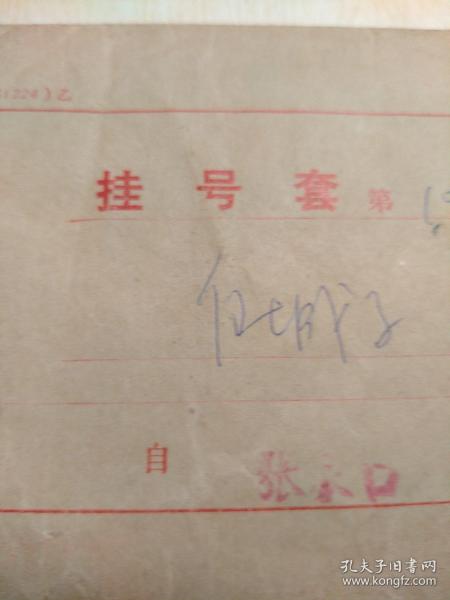 1224)乙
挂号套第
自 张家口
孔夫子旧书网
www.kongfz.com